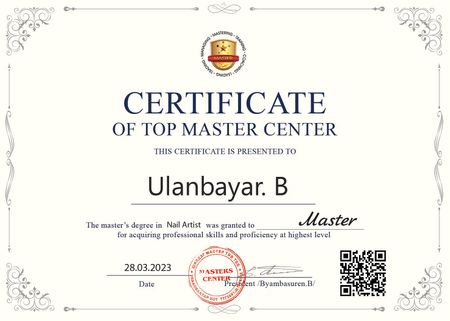 MASTER
CERTIFICATE
OF TOP MASTER CENTER
THIS CERTIFICATE IS PRESENTED TO
Ulanbayar. B
The master's degree in Nail Artist was granted to Master
for acquiring professional skills and proficiency at highest level
28.03.2023
MASTERS
CENTER
Date
President /Byambasuren.B/